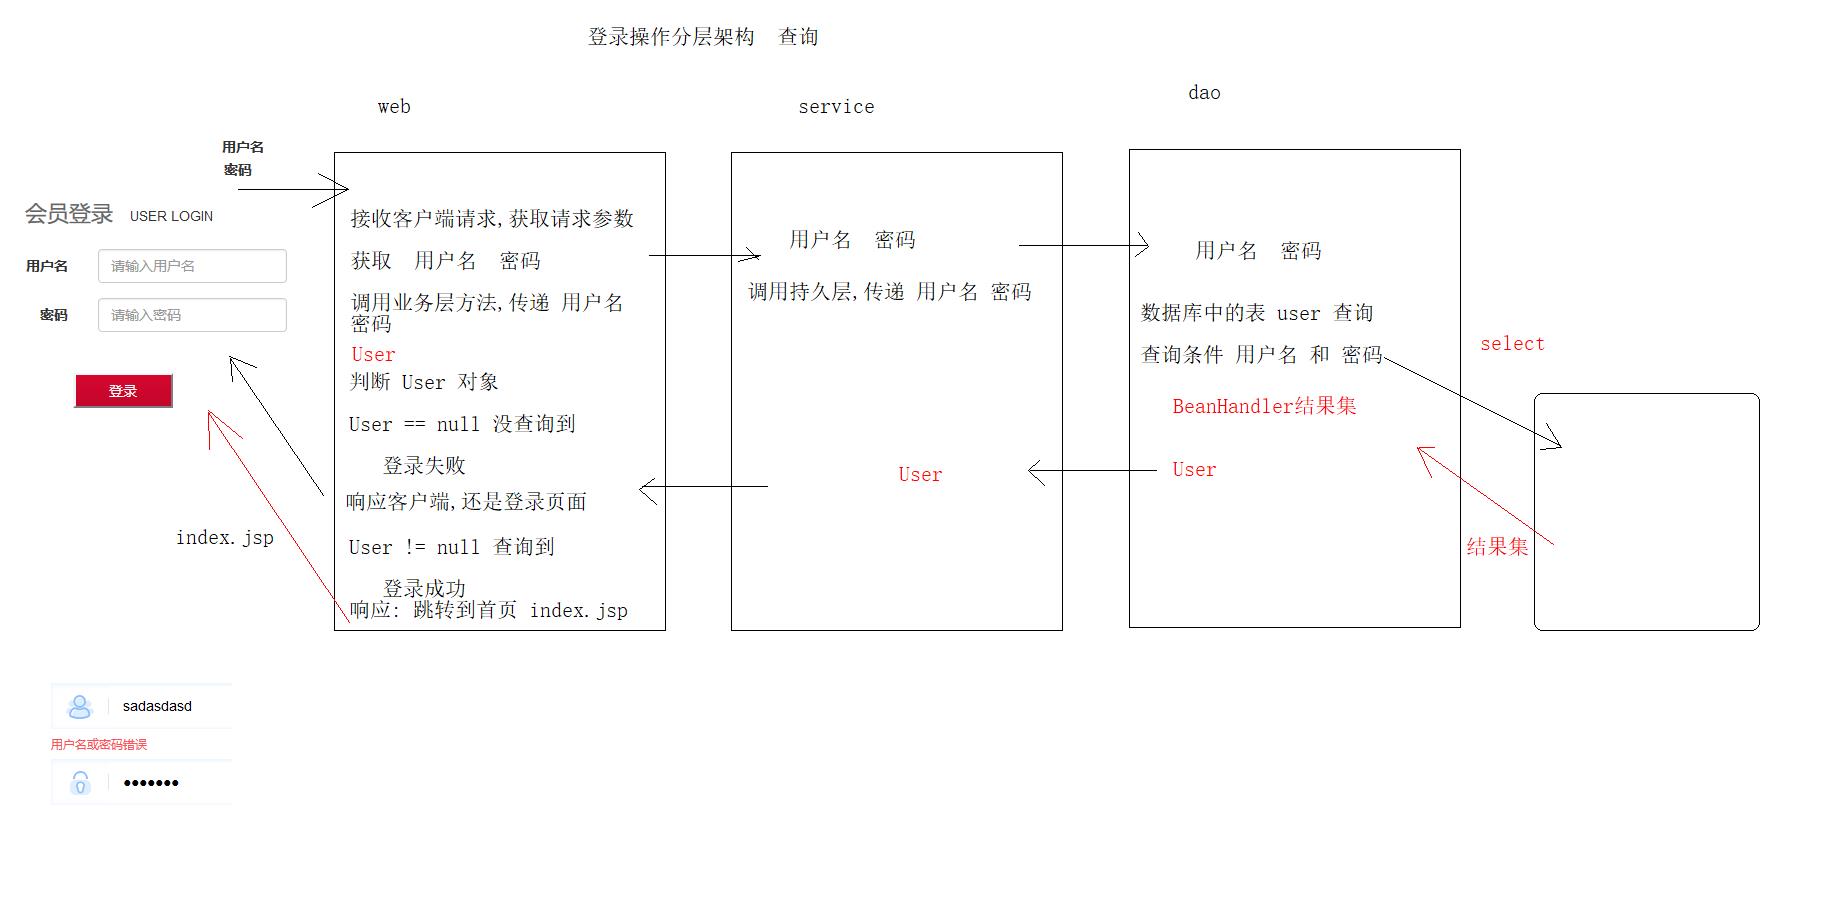 登录操作分层架构 查询
web
service
dao
用户名
密码
会员登录 USER LOGIN
用户名 请输入用户名
密码 请输入密码
登录
index.jsp
接收客户端请求,获取请求参数
获取 用户名 密码
调用业务层方法,传递 用户名
密码
User
判断 User 对象
User == null 没查询到
登录失败
响应客户端,还是登录页面
User != null 查询到
登录成功
响应: 跳转到首页 index.jsp
用户名 密码
调用持久层,传递 用户名 密码
User
用户名 密码
数据库中的表 user 查询
查询条件 用户名 和 密码
BeanHandler结果集
User
select
结果集
sadasdasd
用户名或密码错误
•••••••